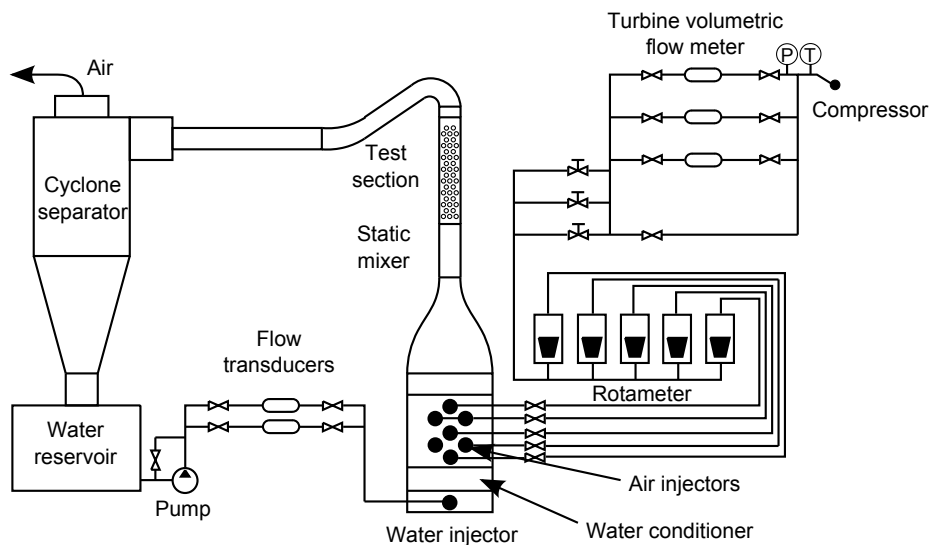 Turbine volumetric
flow meter
Air
P
T
Compressor
Test
section
Cyclone
separator
Static
mixer
Flow
transducers
Rotameter
Water
reservoir
Air injectors
Pump
Water injector
Water conditioner